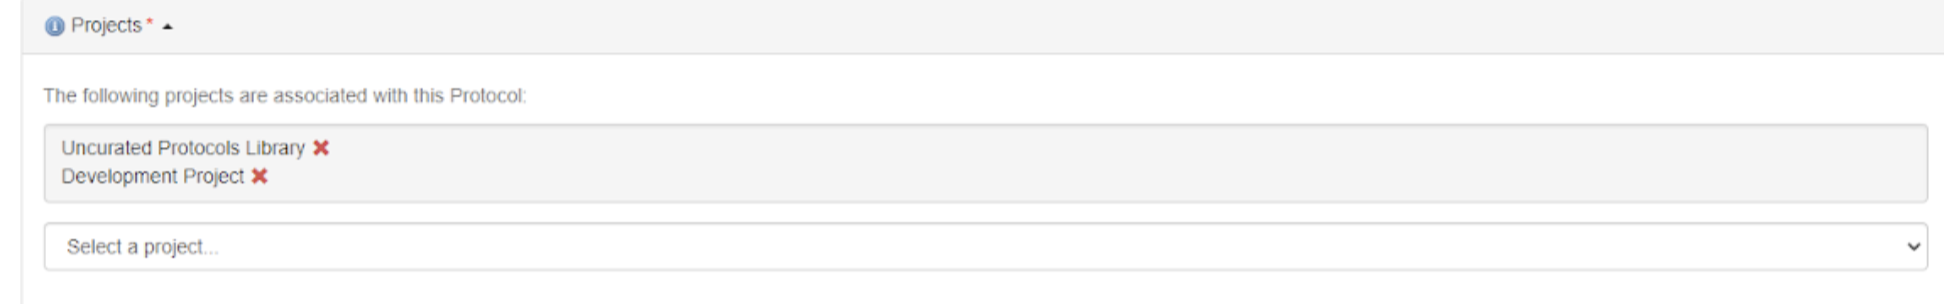 Projects *
The following projects are associated with this Protocol:
Uncurated Protocols Library
Development Project
Select a project...